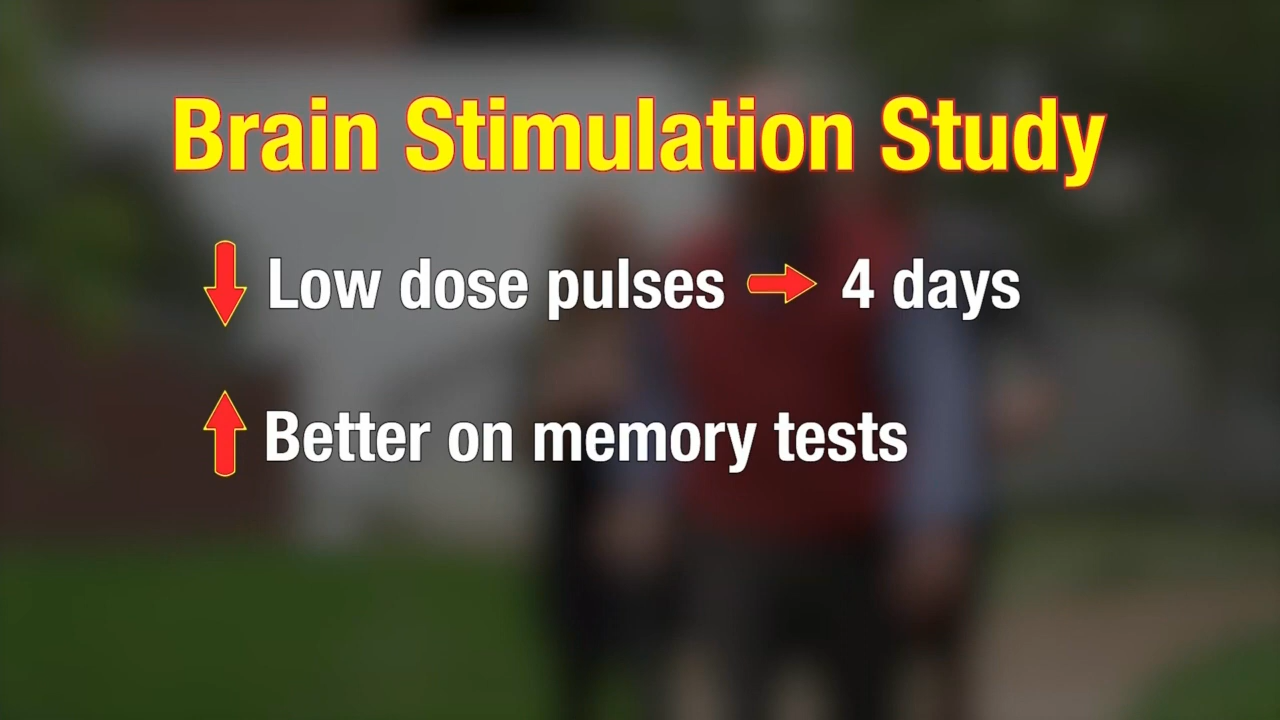 Brain Stimulation Study
Low dose pulses 4 days
Better on memory tests